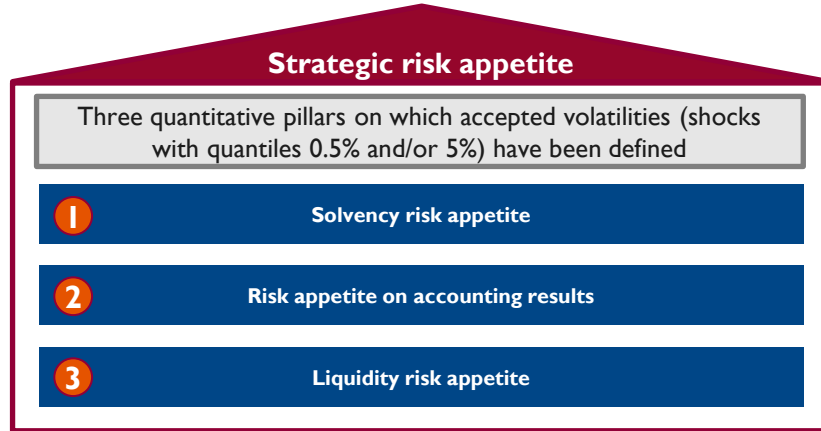 Strategic risk appetite
Three quantitative pillars on which accepted volatilities (shocks
with quantiles 0.5% and/or 5%) have been defined
1
Solvency risk appetite
2
Risk appetite on accounting results
3
Liquidity risk appetite